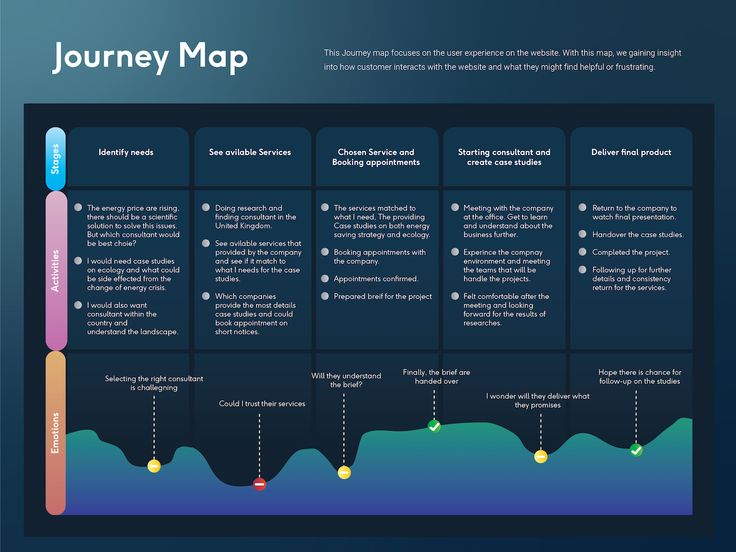 Journey Map
This Journey map focuses on the user experience on the website. With this map, we gaining insight
into how customer interacts with the website and what they might find helpful or frustrating.
Stages
Identify needs
See avilable Services
Chosen Service and
Booking appointments
Starting consultant and
create case studies
Deliver final product
Activities
The energy price are rising,
there should be a scientific
solution to solve this issues.
But which consultant would
be best choie?
I would need case studies
on ecology and what could
be side effected from the
change of energy crisis.
I would also want
consultant within the
country and
understand the landscape.
Doing research and
finding consultant in the
United Kingdom.
See avilable services that
provided by the company
and see if it match to
what I needs for the case
studies.
Which companies
provide the most details
case studies and could
book appointment on
short notices.
The services matched to
what I need, The providing
Case studies on both energy
saving strategy and ecology.
Booking appointments with
the company.
Appointments confirmed.
Prepared breif for the project
Meeting with the company
at the office. Get to learn
and understand about the
business further.
Experince the compnay
environment and meeting
the teams that will be
handle the projects.
Felt comfortable after the
meeting and looking
forward for the results of
researches.
Return to the company to
watch final presentation.
Handover the case studies.
Completed the project.
Following up for further
details and consistency
return for the services.
Emotions
Selecting the right consultant
is challegning
Could I trust their services
Will they understand
the brief?
Finally, the brief are
handed over
I wonder will they deliver what
they promises
Hope there is chance for
follow-up on the studies